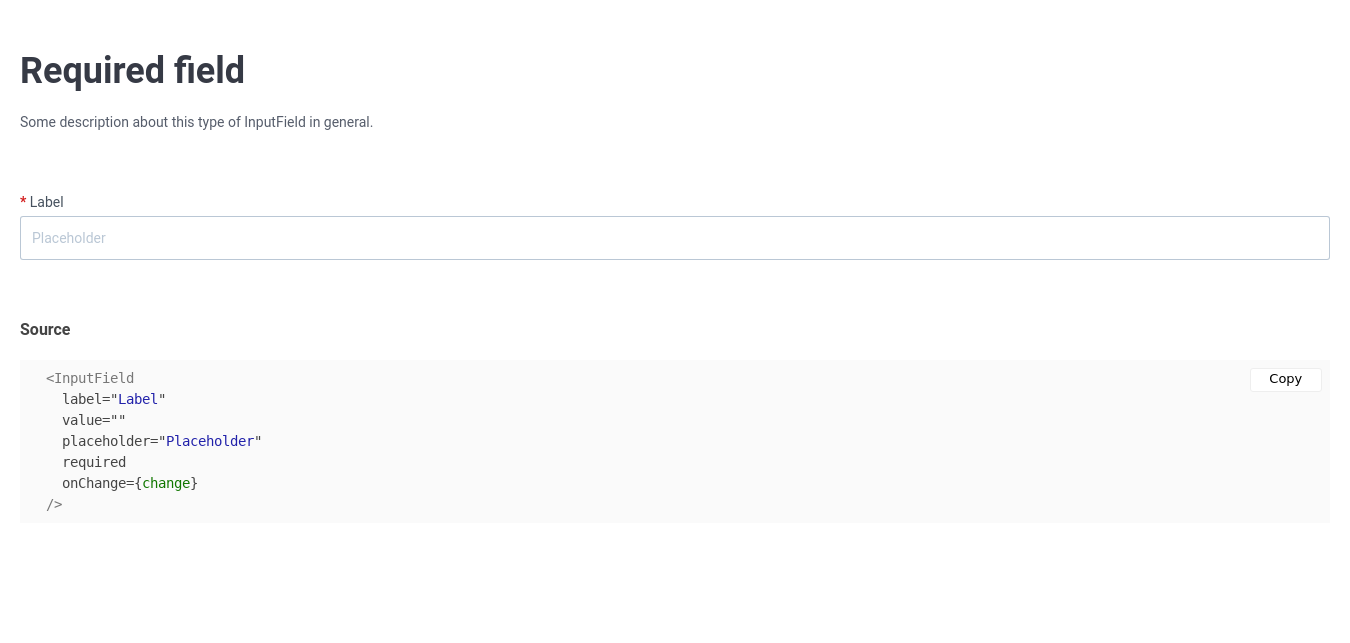 Required field
Some description about this type of InputField in general.
* Label
Placeholder
Source
<InputField
  label="Label"
  value=""
  placeholder="Placeholder"
  required
  onChange={change}
/>
Copy